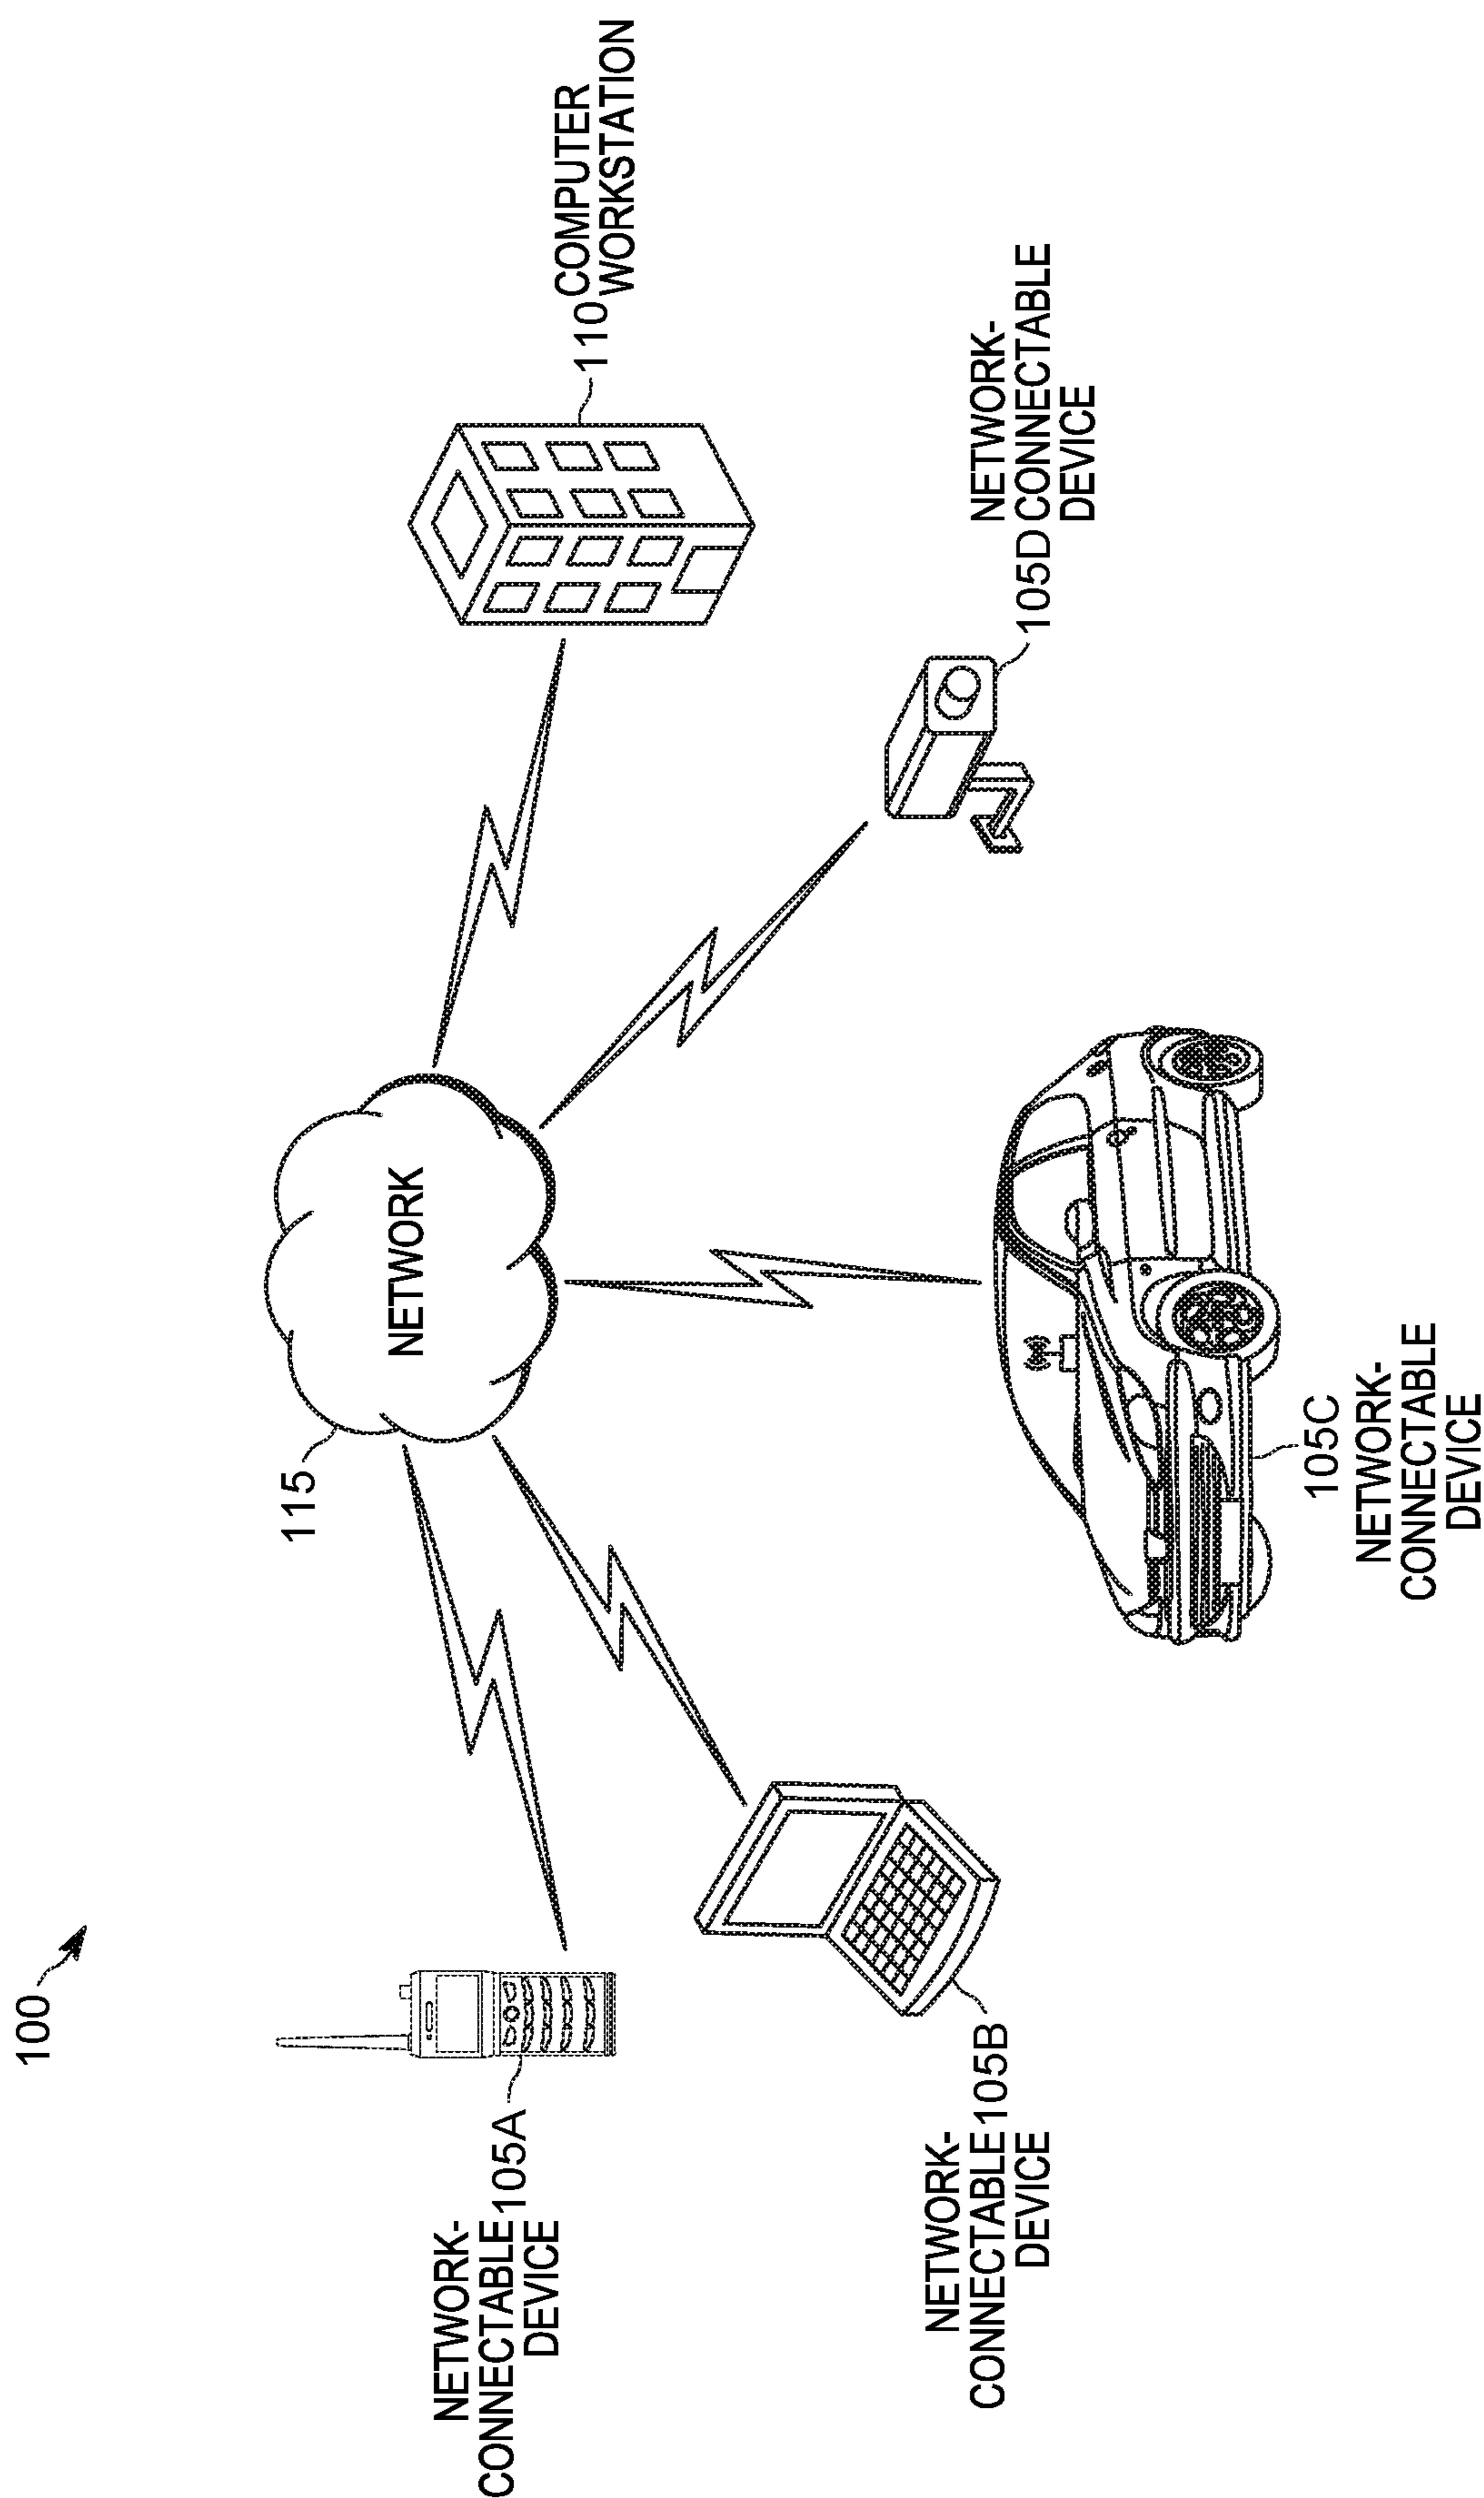 100
115
NETWORK
110
COMPUTER
WORKSTATION
NETWORK-
CONNECTABLE
DEVICE
105A
NETWORK-
CONNECTABLE
DEVICE
105B
105C
NETWORK-
CONNECTABLE
DEVICE
105D
NETWORK-
CONNECTABLE
DEVICE